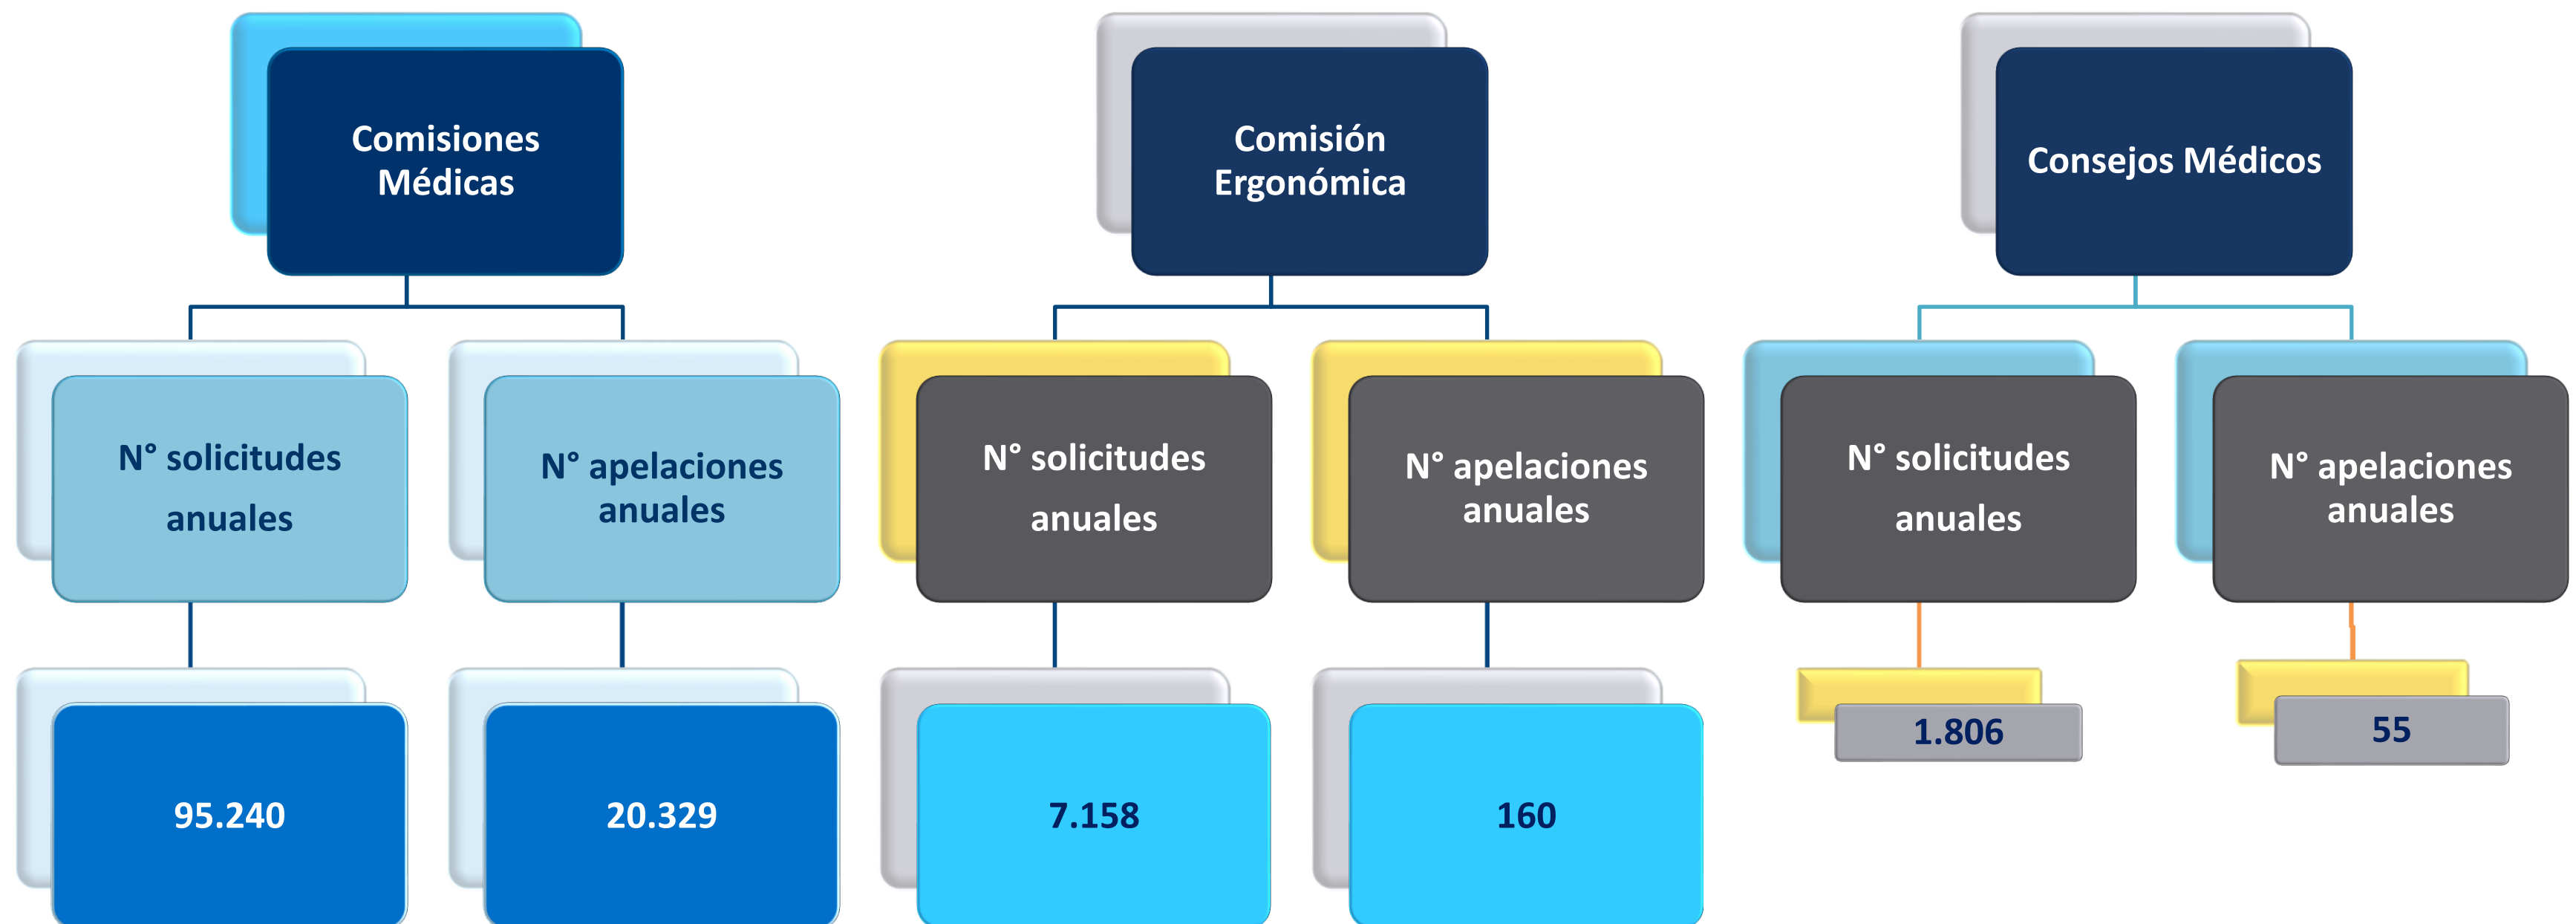 Comisiones
Médicas
Comisión
Ergonómica
Consejos Médicos
N° solicitudes
anuales
N° apelaciones
anuales
N° solicitudes
anuales
N° apelaciones
anuales
N° solicitudes
anuales
N° apelaciones
anuales
95.240
20.329
7.158
160
1.806
55